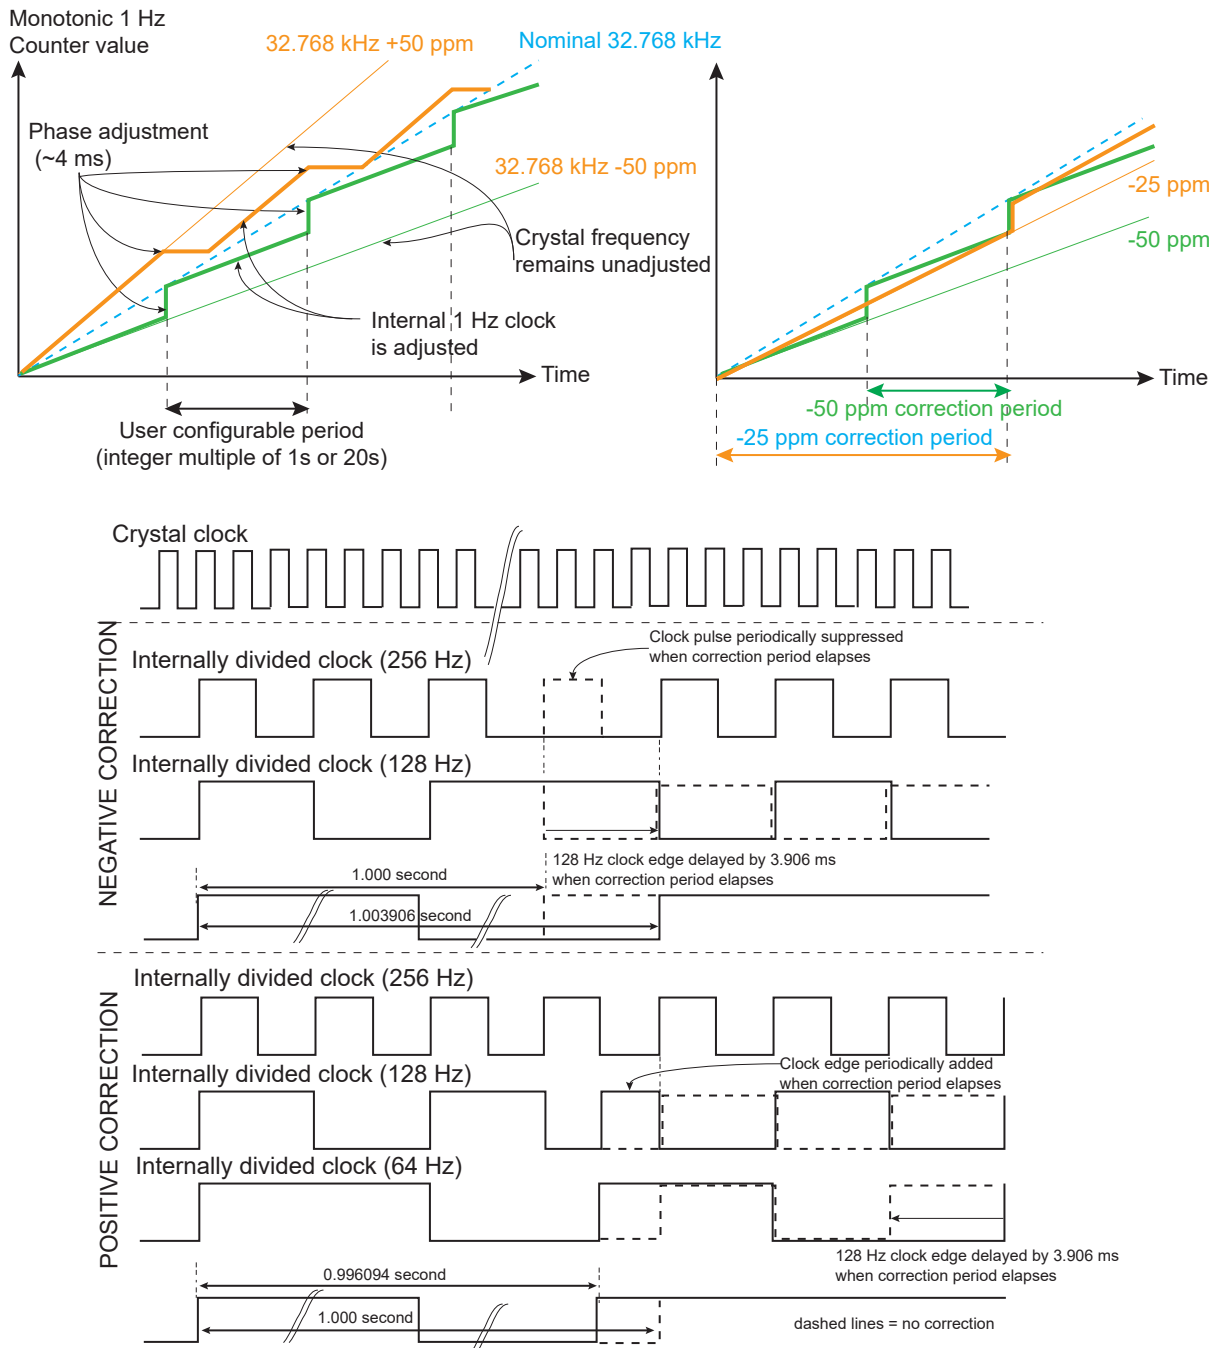 Monotonic 1 Hz
Counter value
32.768 kHz +50 ppm
Nominal 32.768 kHz
Phase adjustment
(~4 ms)
32.768 kHz -50 ppm
Crystal frequency
remains unadjusted
Internal 1 Hz clock
is adjusted
Time
User configurable period
(integer multiple of 1s or 20s)
-25 ppm
-50 ppm
Time
-50 ppm correction period
-25 ppm correction period
Crystal clock
NEGATIVE CORRECTION
Internally divided clock (256 Hz)
Clock pulse periodically suppressed
when correction period elapses
Internally divided clock (128 Hz)
128 Hz clock edge delayed by 3.906 ms
when correction period elapses
1.000 second
1.003906 second
POSITIVE CORRECTION
Internally divided clock (256 Hz)
Internally divided clock (128 Hz)
Clock edge periodically added
when correction period elapses
Internally divided clock (64 Hz)
128 Hz clock edge delayed by 3.906 ms
when correction period elapses
0.996094 second
1.000 second
dashed lines = no correction